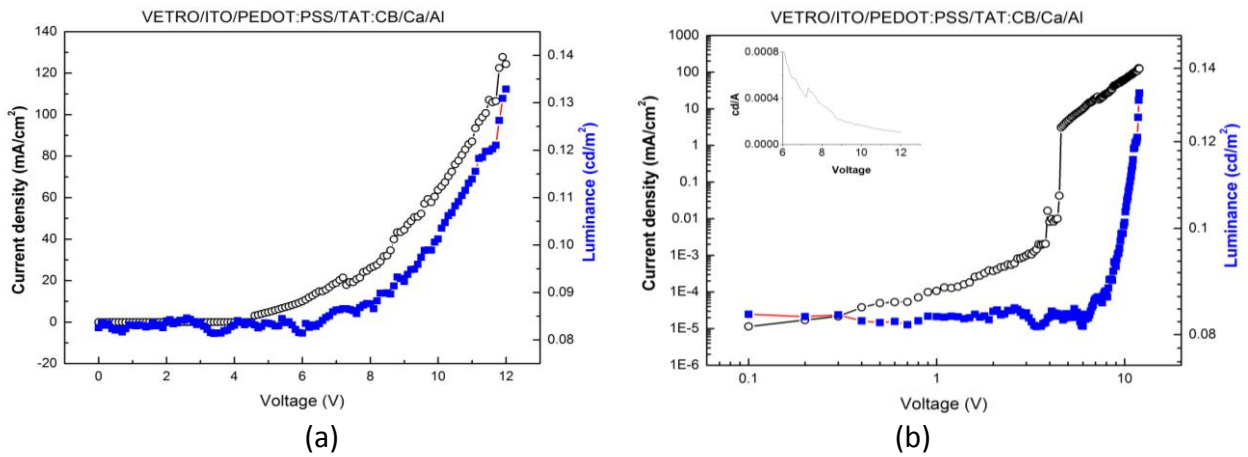 VETRO/ITO/PEDOT:PSS/TAT:CB/Ca/Al
140
120
100
80
60
40
20
0
-20
Current density (mA/cm²)
0.14
0.13
0.12
0.11
0.10
0.09
0.08
Luminance (cd/m²)
0 2 4 6 8 10 12
Voltage (V)
(a)
VETRO/ITO/PEDOT:PSS/TAT:CB/Ca/Al
1000
100
10
1
0.1
0.01
1E-3
1E-4
1E-5
1E-6
Current density (mA/cm²)
0.0008
0.0004
0.0000
cd/A
6 8 10 12
Voltage
0.14
0.12
0.1
0.08
Luminance (cd/m²)
0.1 1 10
Voltage (V)
(b)